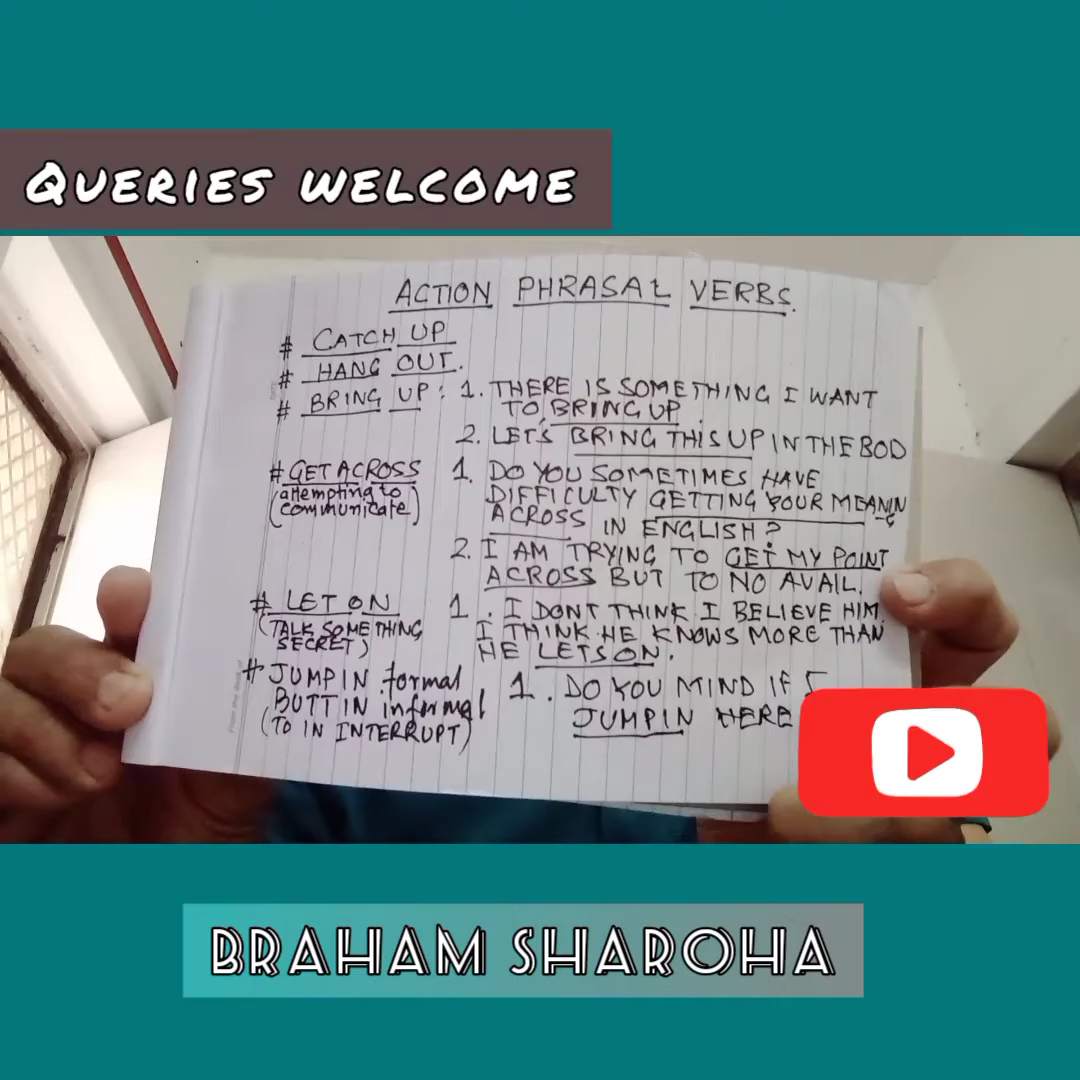 QUERIES WELCOME
ACTION PHRASAL VERBS.
# CATCH UP
# HANG OUT.
# BRING UP : 1. THERE IS SOMETHING I WANT
TO BRING UP.
2. LET'S BRING THIS UP IN THE BOD
# GET ACROSS 1. DO YOU SOMETIMES HAVE
(attempting to DIFFICULTY GETTING YOUR MEANING
communicate) ACROSS IN ENGLISH?
2. I AM TRYING TO GET MY POINT
ACROSS BUT TO NO AVAIL.
# LET ON 1. I DONT THINK I BELIEVE HIM.
(TALK SOMETHING I THINK HE KNOWS MORE THAN
SECRET) HE LETS ON.
# JUMP IN formal 1. DO YOU MIND IF I
BUTT IN informal JUMP IN HERE
(TO IN INTERRUPT)
BRAHAM SHAROHA